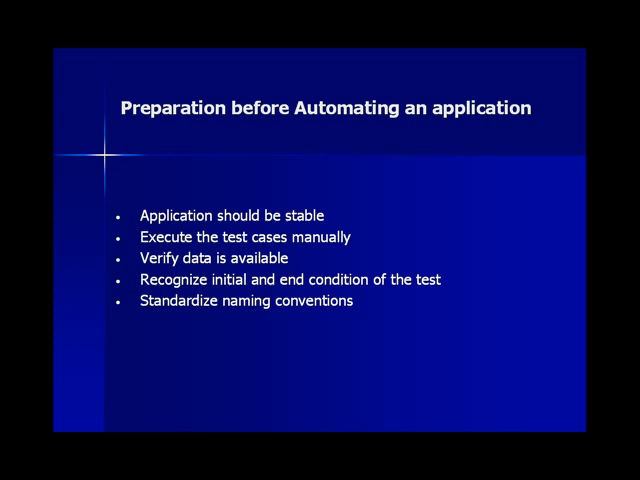 Preparation before Automating an application
• Application should be stable
• Execute the test cases manually
• Verify data is available
• Recognize initial and end condition of the test
• Standardize naming conventions